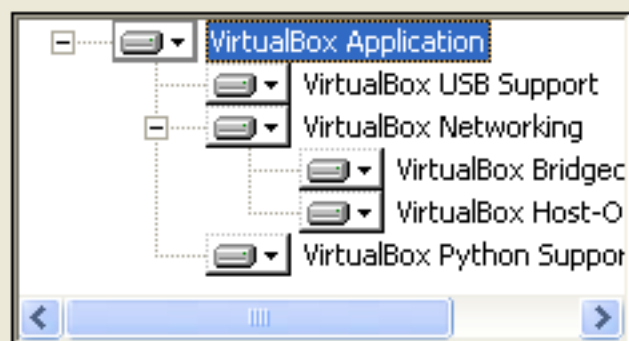 VirtualBox Application
VirtualBox USB Support
VirtualBox Networking
VirtualBox Bridgec
VirtualBox Host-O
VirtualBox Python Suppor